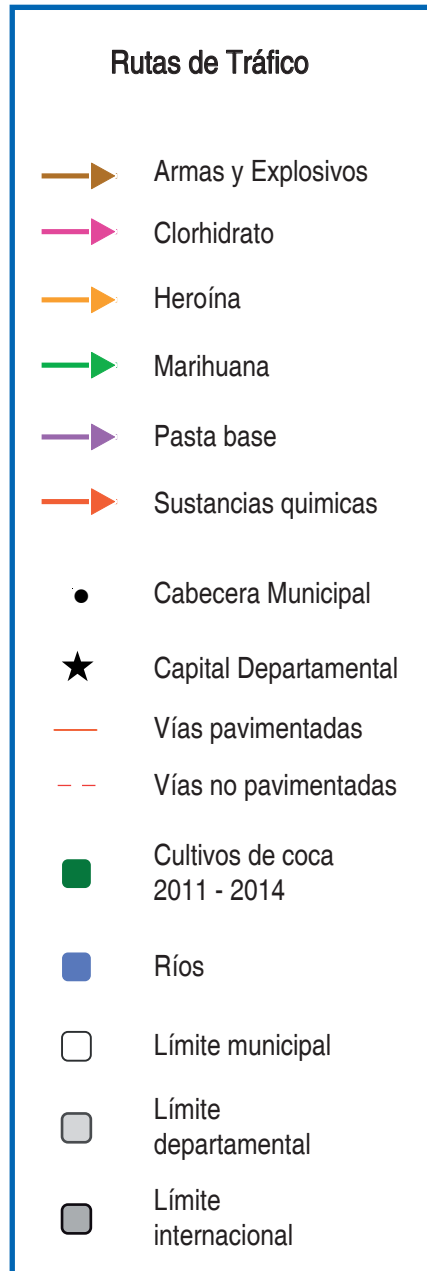 Rutas de Tráfico
Armas y Explosivos
Clorhidrato
Heroína
Marihuana
Pasta base
Sustancias quimicas
Cabecera Municipal
Capital Departamental
Vías pavimentadas
Vías no pavimentadas
Cultivos de coca
2011 - 2014
Ríos
Límite municipal
Límite
departamental
Límite
internacional